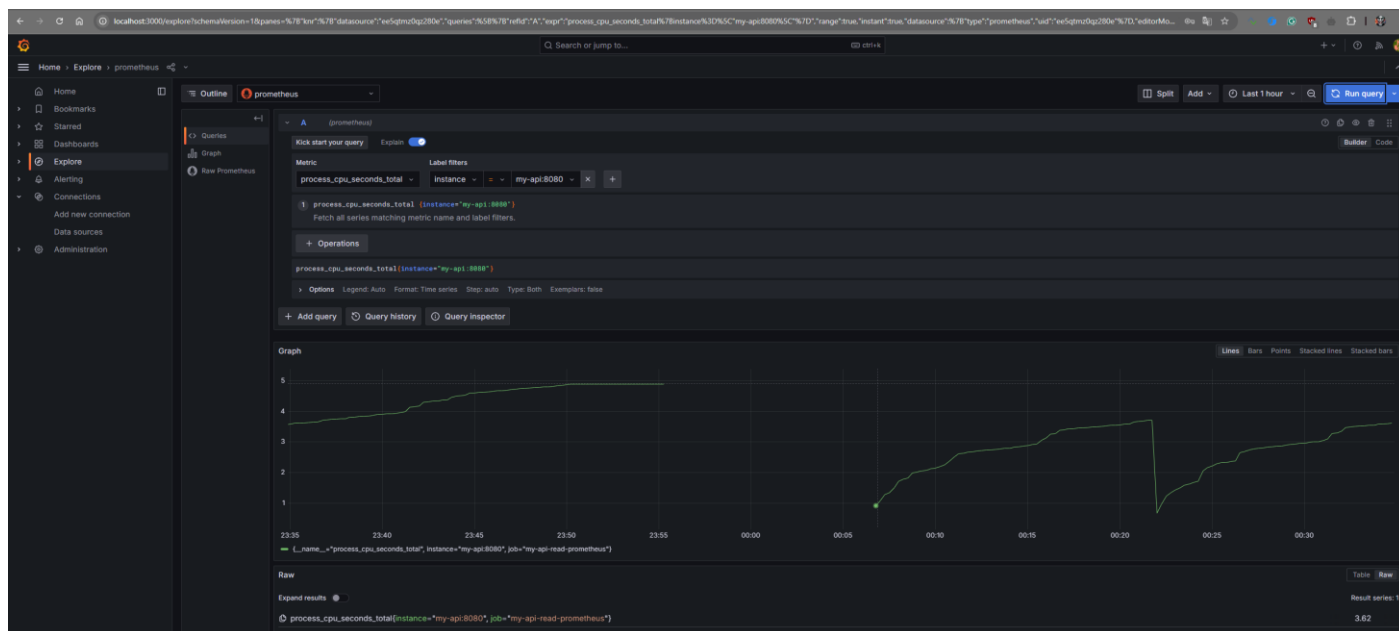 localhost:3000/explore?schemaVersion=1&panes=%7B"knr":%7B"datasource":"ee5qtmz0qz280e","queries":%5B%7B"refId":"A","expr":"process_cpu_seconds_total%7Binstance%3D%5C"my-api:8080%5C"%7D","range":true,"instant":true,"datasource":%7B"type":"prometheus","uid":"ee5qtmz0qz280e"%7D,"editorMo...
Search or jump to... ctrl+k
Home › Explore › prometheus
Home
Bookmarks
Starred
Dashboards
Explore
Alerting
Connections
Add new connection
Data sources
Administration
Outline prometheus Split Add Last 1 hour Run query
Queries
Graph
Raw Prometheus
A (prometheus)
Kick start your query Explain Builder Code
Metric Label filters
process_cpu_seconds_total instance = my-api:8080 × +
1 process_cpu_seconds_total {instance="my-api:8080"}
Fetch all series matching metric name and label filters.
+ Operations
process_cpu_seconds_total{instance="my-api:8080"}
Options Legend: Auto Format: Time series Step: auto Type: Both Exemplars: false
+ Add query Query history Query inspector
Graph Lines Bars Points Stacked lines Stacked bars
5
4
3
2
1
23:35 23:40 23:45 23:50 23:55 00:00 00:05 00:10 00:15 00:20 00:25 00:30
{__name__="process_cpu_seconds_total", instance="my-api:8080", job="my-api-read-prometheus"}
Raw Table Raw
Expand results Result series: 1
process_cpu_seconds_total{instance="my-api:8080", job="my-api-read-prometheus"} 3.62